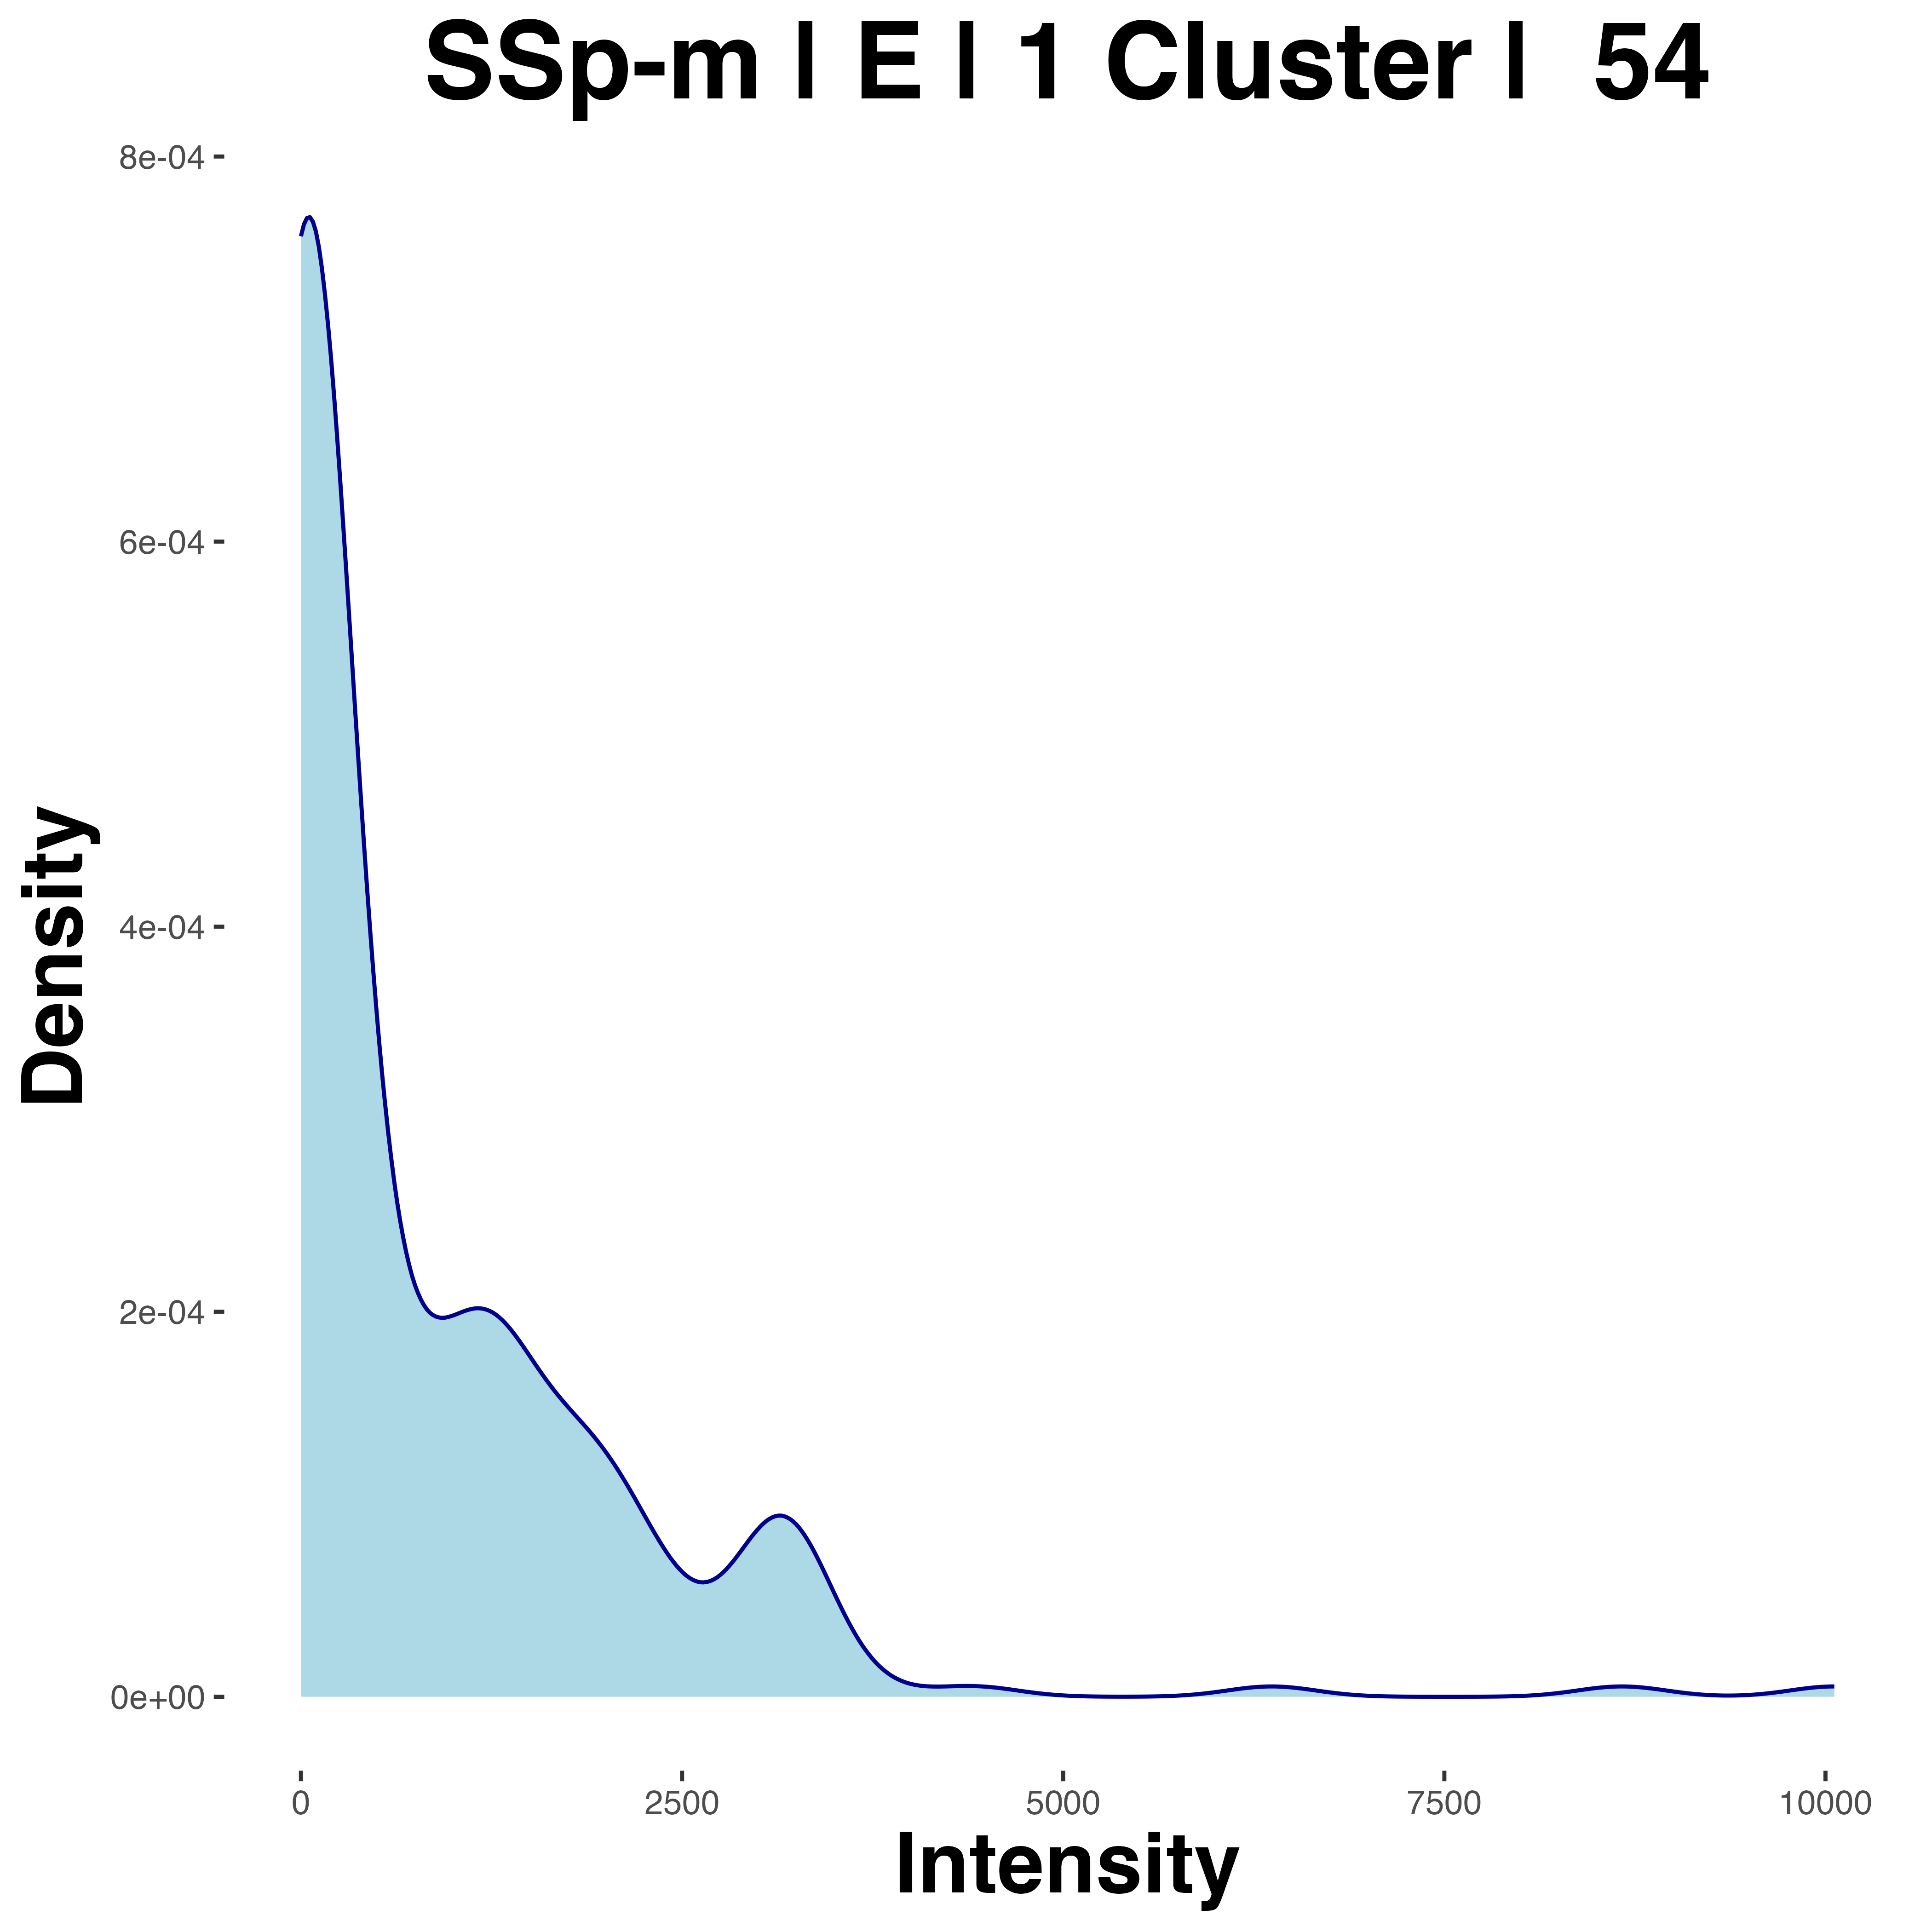 SSp-m | E | 1 Cluster |  54
8e-04
6e-04
4e-04
2e-04
0e+00
Density
0 2500 5000 7500 10000
Intensity